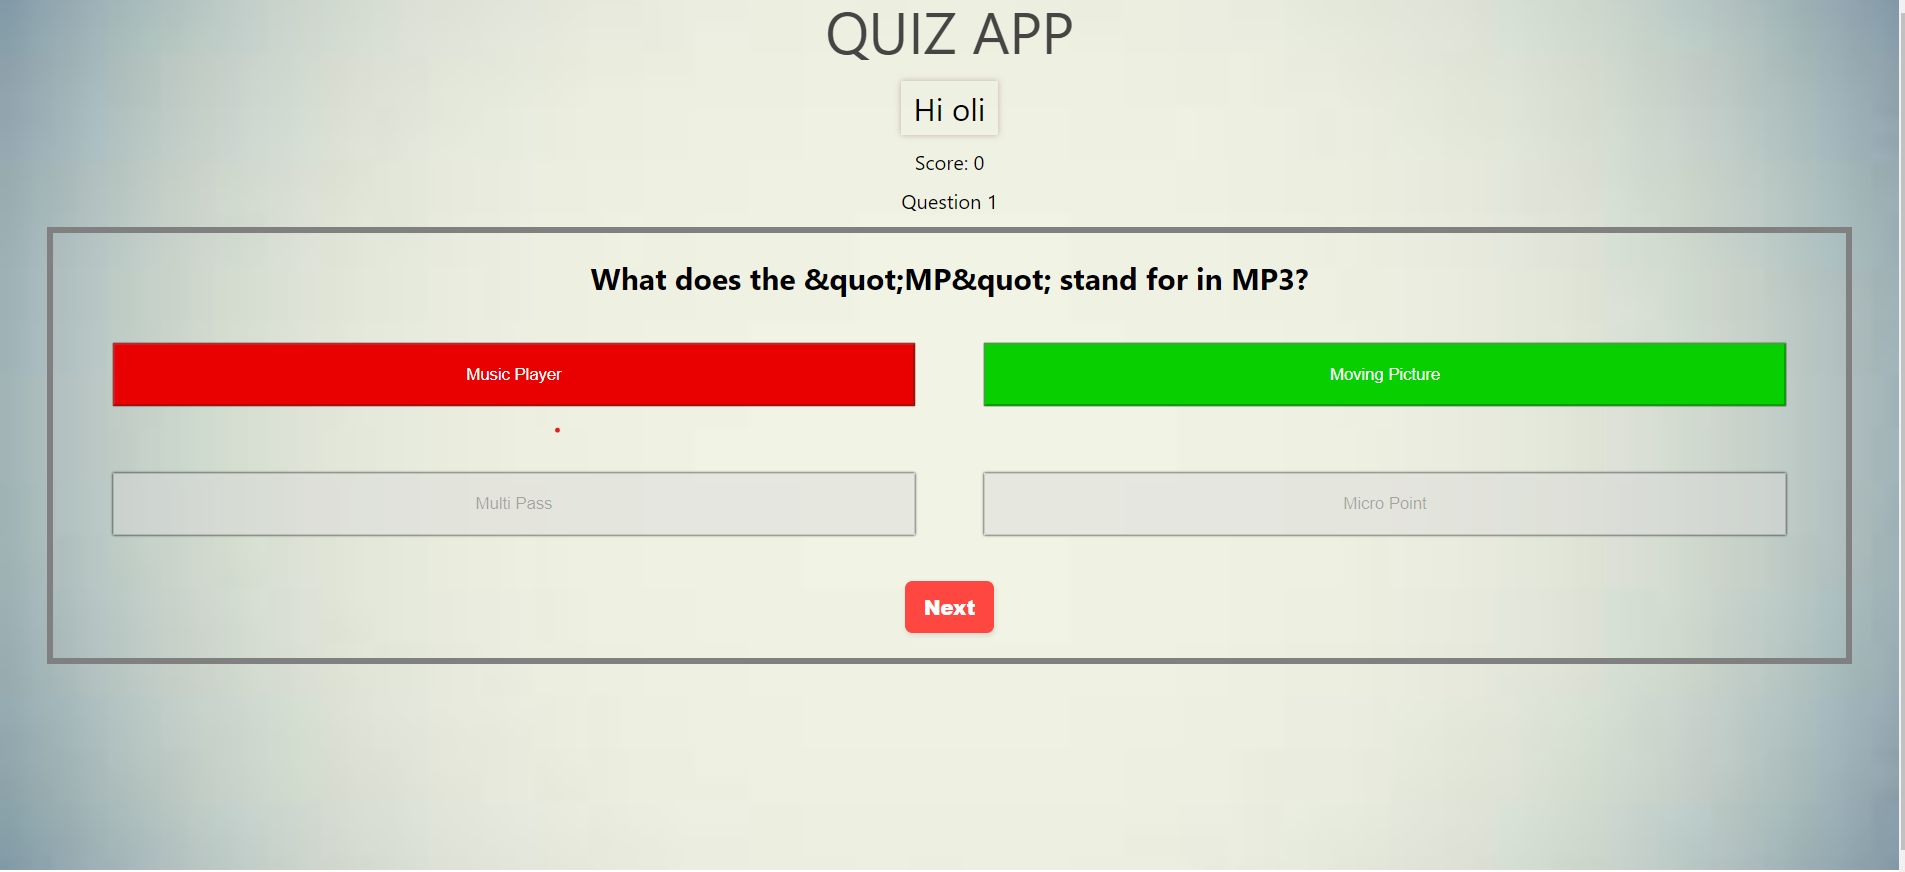 QUIZ APP
Hi oli
Score: 0
Question 1
What does the &quot;MP&quot; stand for in MP3?
Music Player
Moving Picture
Multi Pass
Micro Point
Next